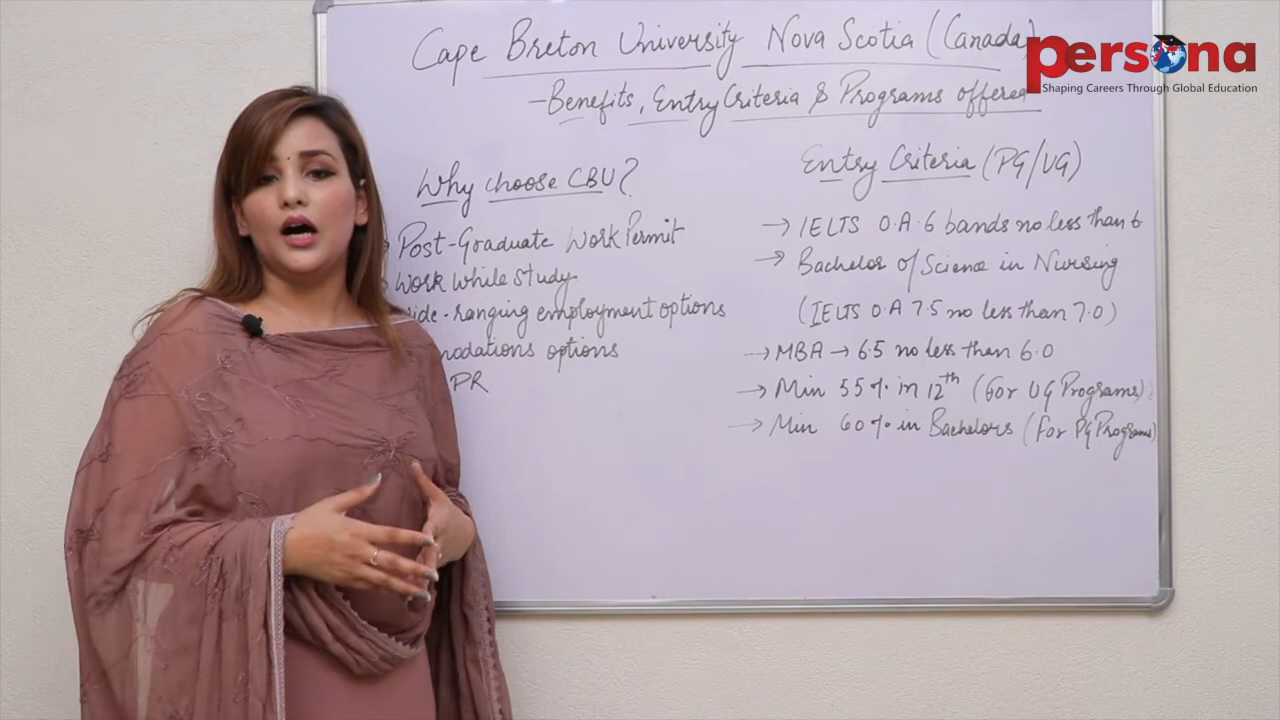 Cape Breton University Nova Scotia (Canada)
- Benefits, Entry Criteria & Programs offered
persona
Shaping Careers Through Global Education
Why choose CBU?
Post-Graduate Work Permit
Work While Study
ide-ranging employment options
modations options
PR
Entry Criteria (PG/UG)
→ IELTS O.A. 6 bands no less than 6
→ Bachelor of Science in Nursing
(IELTS O.A 7.5 no less than 7.0)
→ MBA → 6.5 no less than 6.0
→ Min 55% in 12th (For UG Programs)
→ Min 60% in Bachelors (For PG Programs)